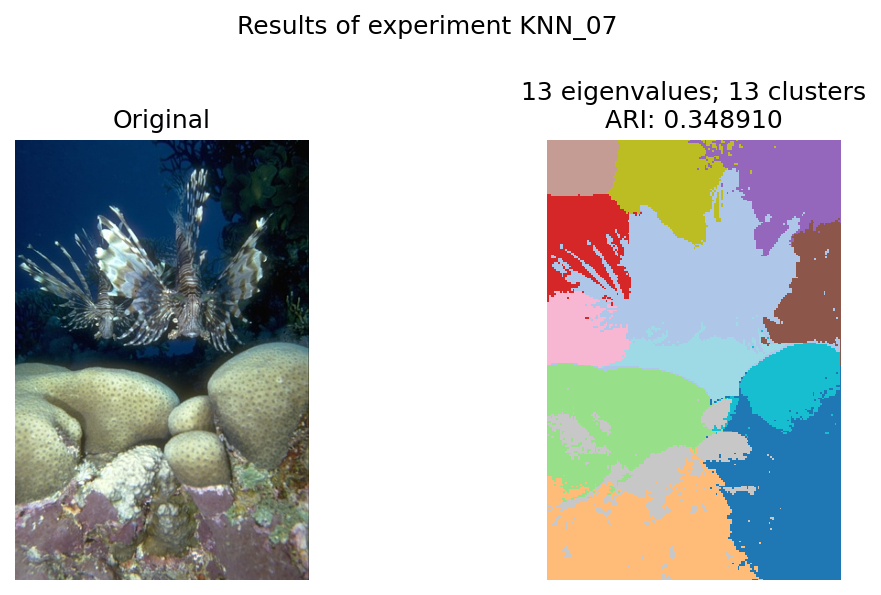 Results of experiment KNN_07
Original
13 eigenvalues; 13 clusters
ARI: 0.348910